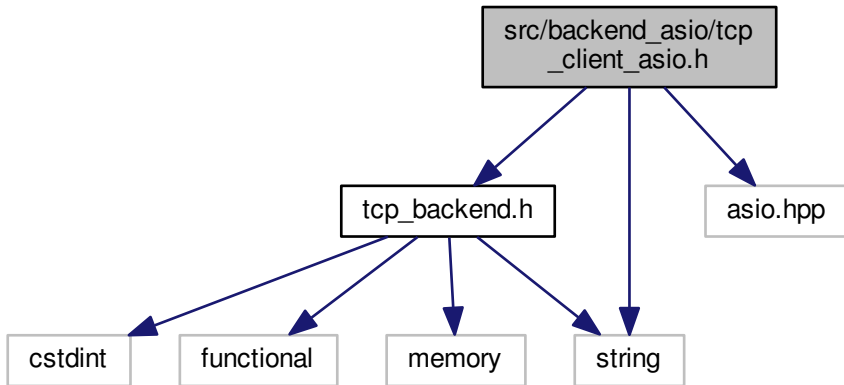 src/backend_asio/tcp
_client_asio.h
tcp_backend.h
asio.hpp
cstdint
functional
memory
string